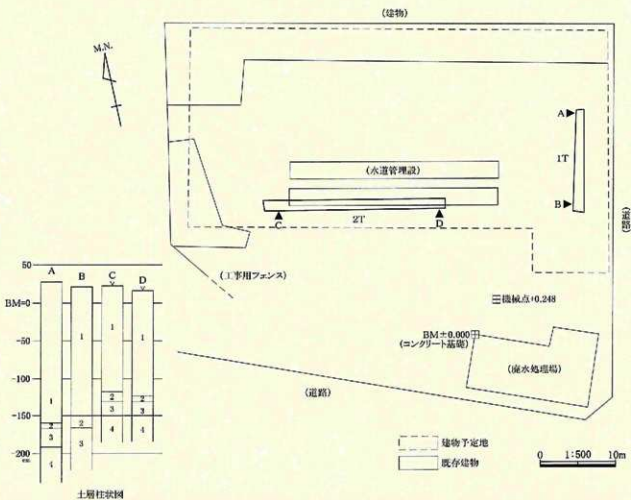 (建物)
M.N.
A
1T
B
(水道管理設)
C
2T
D
(道路)
(工事用フェンス)
機械点+0.248
BM±0.000
(コンクリート基礎)
(廃水処理場)
(道路)
建物予定地
既存建物
0 1:500 10m
50
A B C D
BM=0
-50
-100
-150
-200
cm
1 2 3 4
1 2 3
1 2 3 4
1 2 3 4
土層柱状図